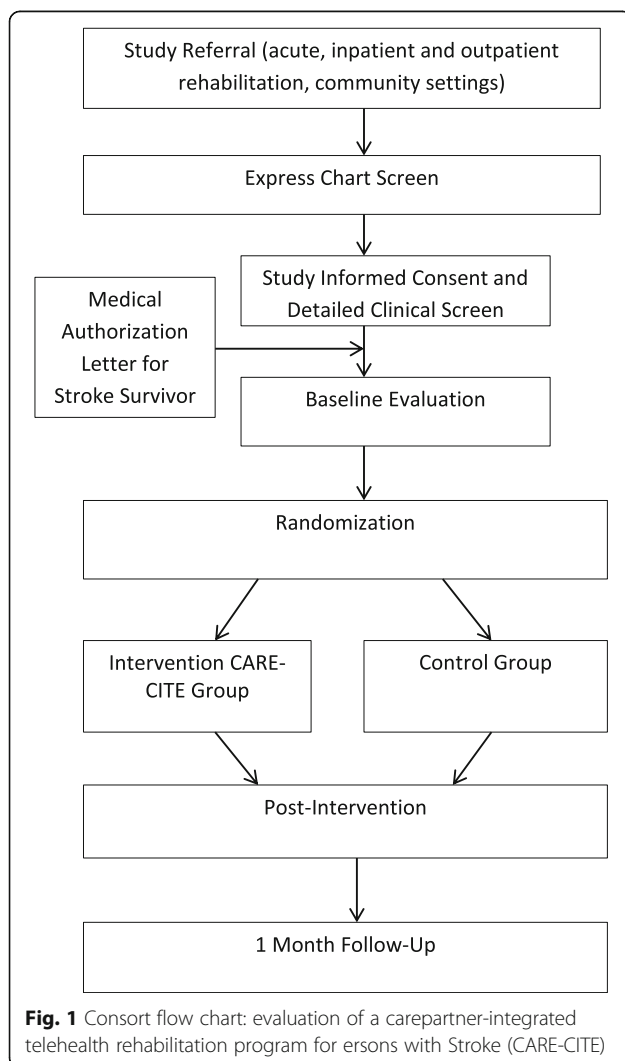 Study Referral (acute, inpatient and outpatient
rehabilitation, community settings)
Express Chart Screen
Study Informed Consent and
Detailed Clinical Screen
Medical
Authorization
Letter for
Stroke Survivor
Baseline Evaluation
Randomization
Intervention CARE-
CITE Group
Control Group
Post-Intervention
1 Month Follow-Up
Fig. 1 Consort flow chart: evaluation of a carepartner-integrated
telehealth rehabilitation program for ersons with Stroke (CARE-CITE)